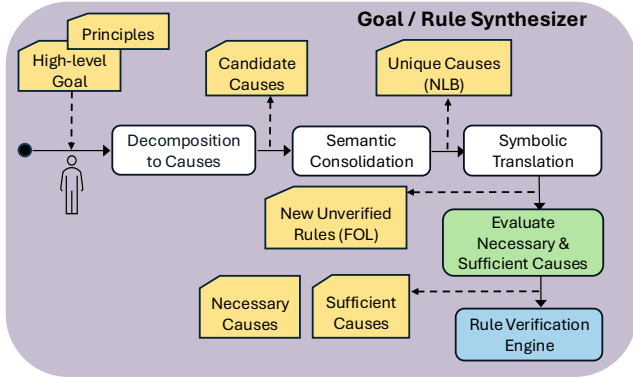 Goal / Rule Synthesizer
Principles
High-level
Goal
Candidate
Causes
Unique Causes
(NLB)
Decomposition
to Causes
Semantic
Consolidation
Symbolic
Translation
New Unverified
Rules (FOL)
Evaluate
Necessary &
Sufficient Causes
Necessary
Causes
Sufficient
Causes
Rule Verification
Engine